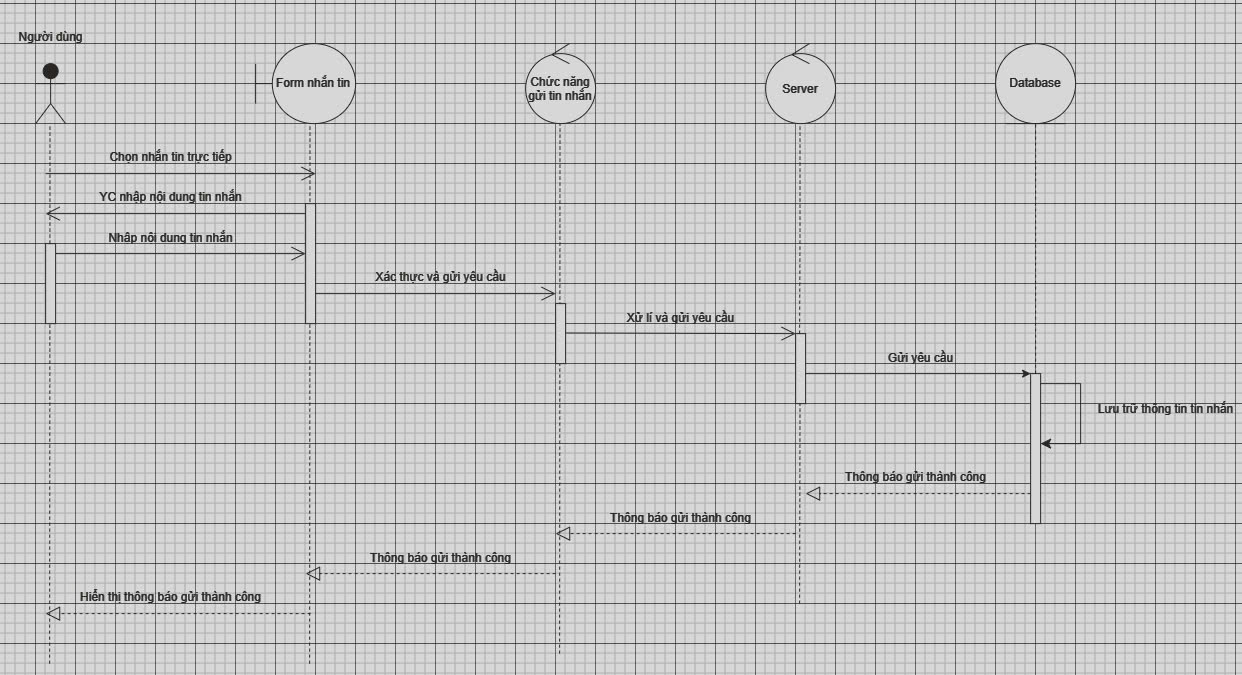 Người dùng
Form nhắn tin
Chức năng
gửi tin nhắn
Server
Database
Chọn nhắn tin trực tiếp
YC nhập nội dung tin nhắn
Nhập nội dung tin nhắn
Xác thực và gửi yêu cầu
Xử lí và gửi yêu cầu
Gửi yêu cầu
Lưu trữ thông tin tin nhắn
Thông báo gửi thành công
Thông báo gửi thành công
Thông báo gửi thành công
Hiển thị thông báo gửi thành công